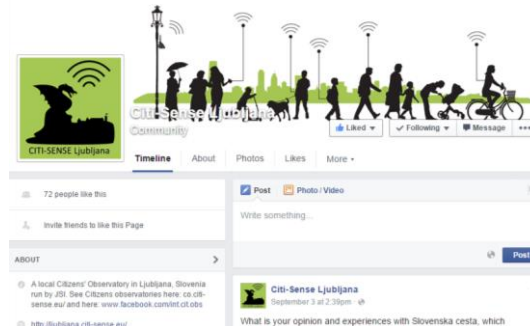 CITI-SENSE Ljubljana
Citi-Sense Ljubljana
Community
Liked
Following
Message
Timeline
About
Photos
Likes
More
72 people like this
Invite friends to like this Page
ABOUT
A local Citizens' Observatory in Ljubljana, Slovenia
run by JSI. See Citizens observatories here: co.citi-
sense.eu/ and here: www.facebook.com/int.cit.obs
http://ljubljana.citi-sense.eu/
Post
Photo / Video
Write something...
Post
Citi-Sense Ljubljana
September 3 at 2:39pm
What is your opinion and experiences with Slovenska cesta, which